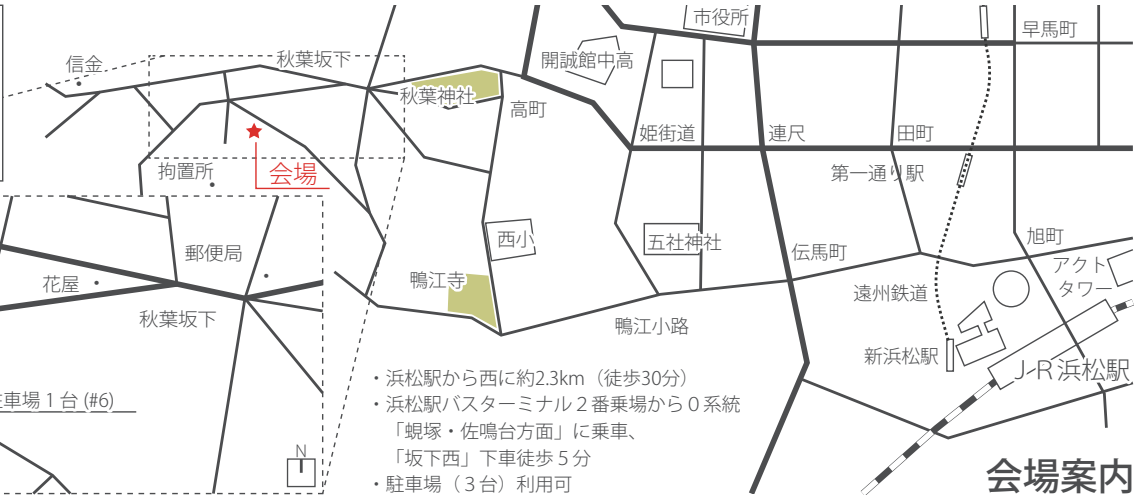 市役所
早馬町
信金
秋葉坂下
開誠館中高
秋葉神社
高町
姫街道
連尺
田町
拘置所
会場
第一通り駅
西小
五社神社
伝馬町
旭町
郵便局
アクト
タワー
花屋
鴨江寺
遠州鉄道
秋葉坂下
鴨江小路
新浜松駅
JR浜松駅
・浜松駅から西に約2.3km（徒歩30分）
車場1台(#6)
・浜松駅バスターミナル2番乗場から0系統
「蜆塚・佐鳴台方面」に乗車、
「坂下西」下車徒歩5分
N
・駐車場（3台）利用可
会場案内